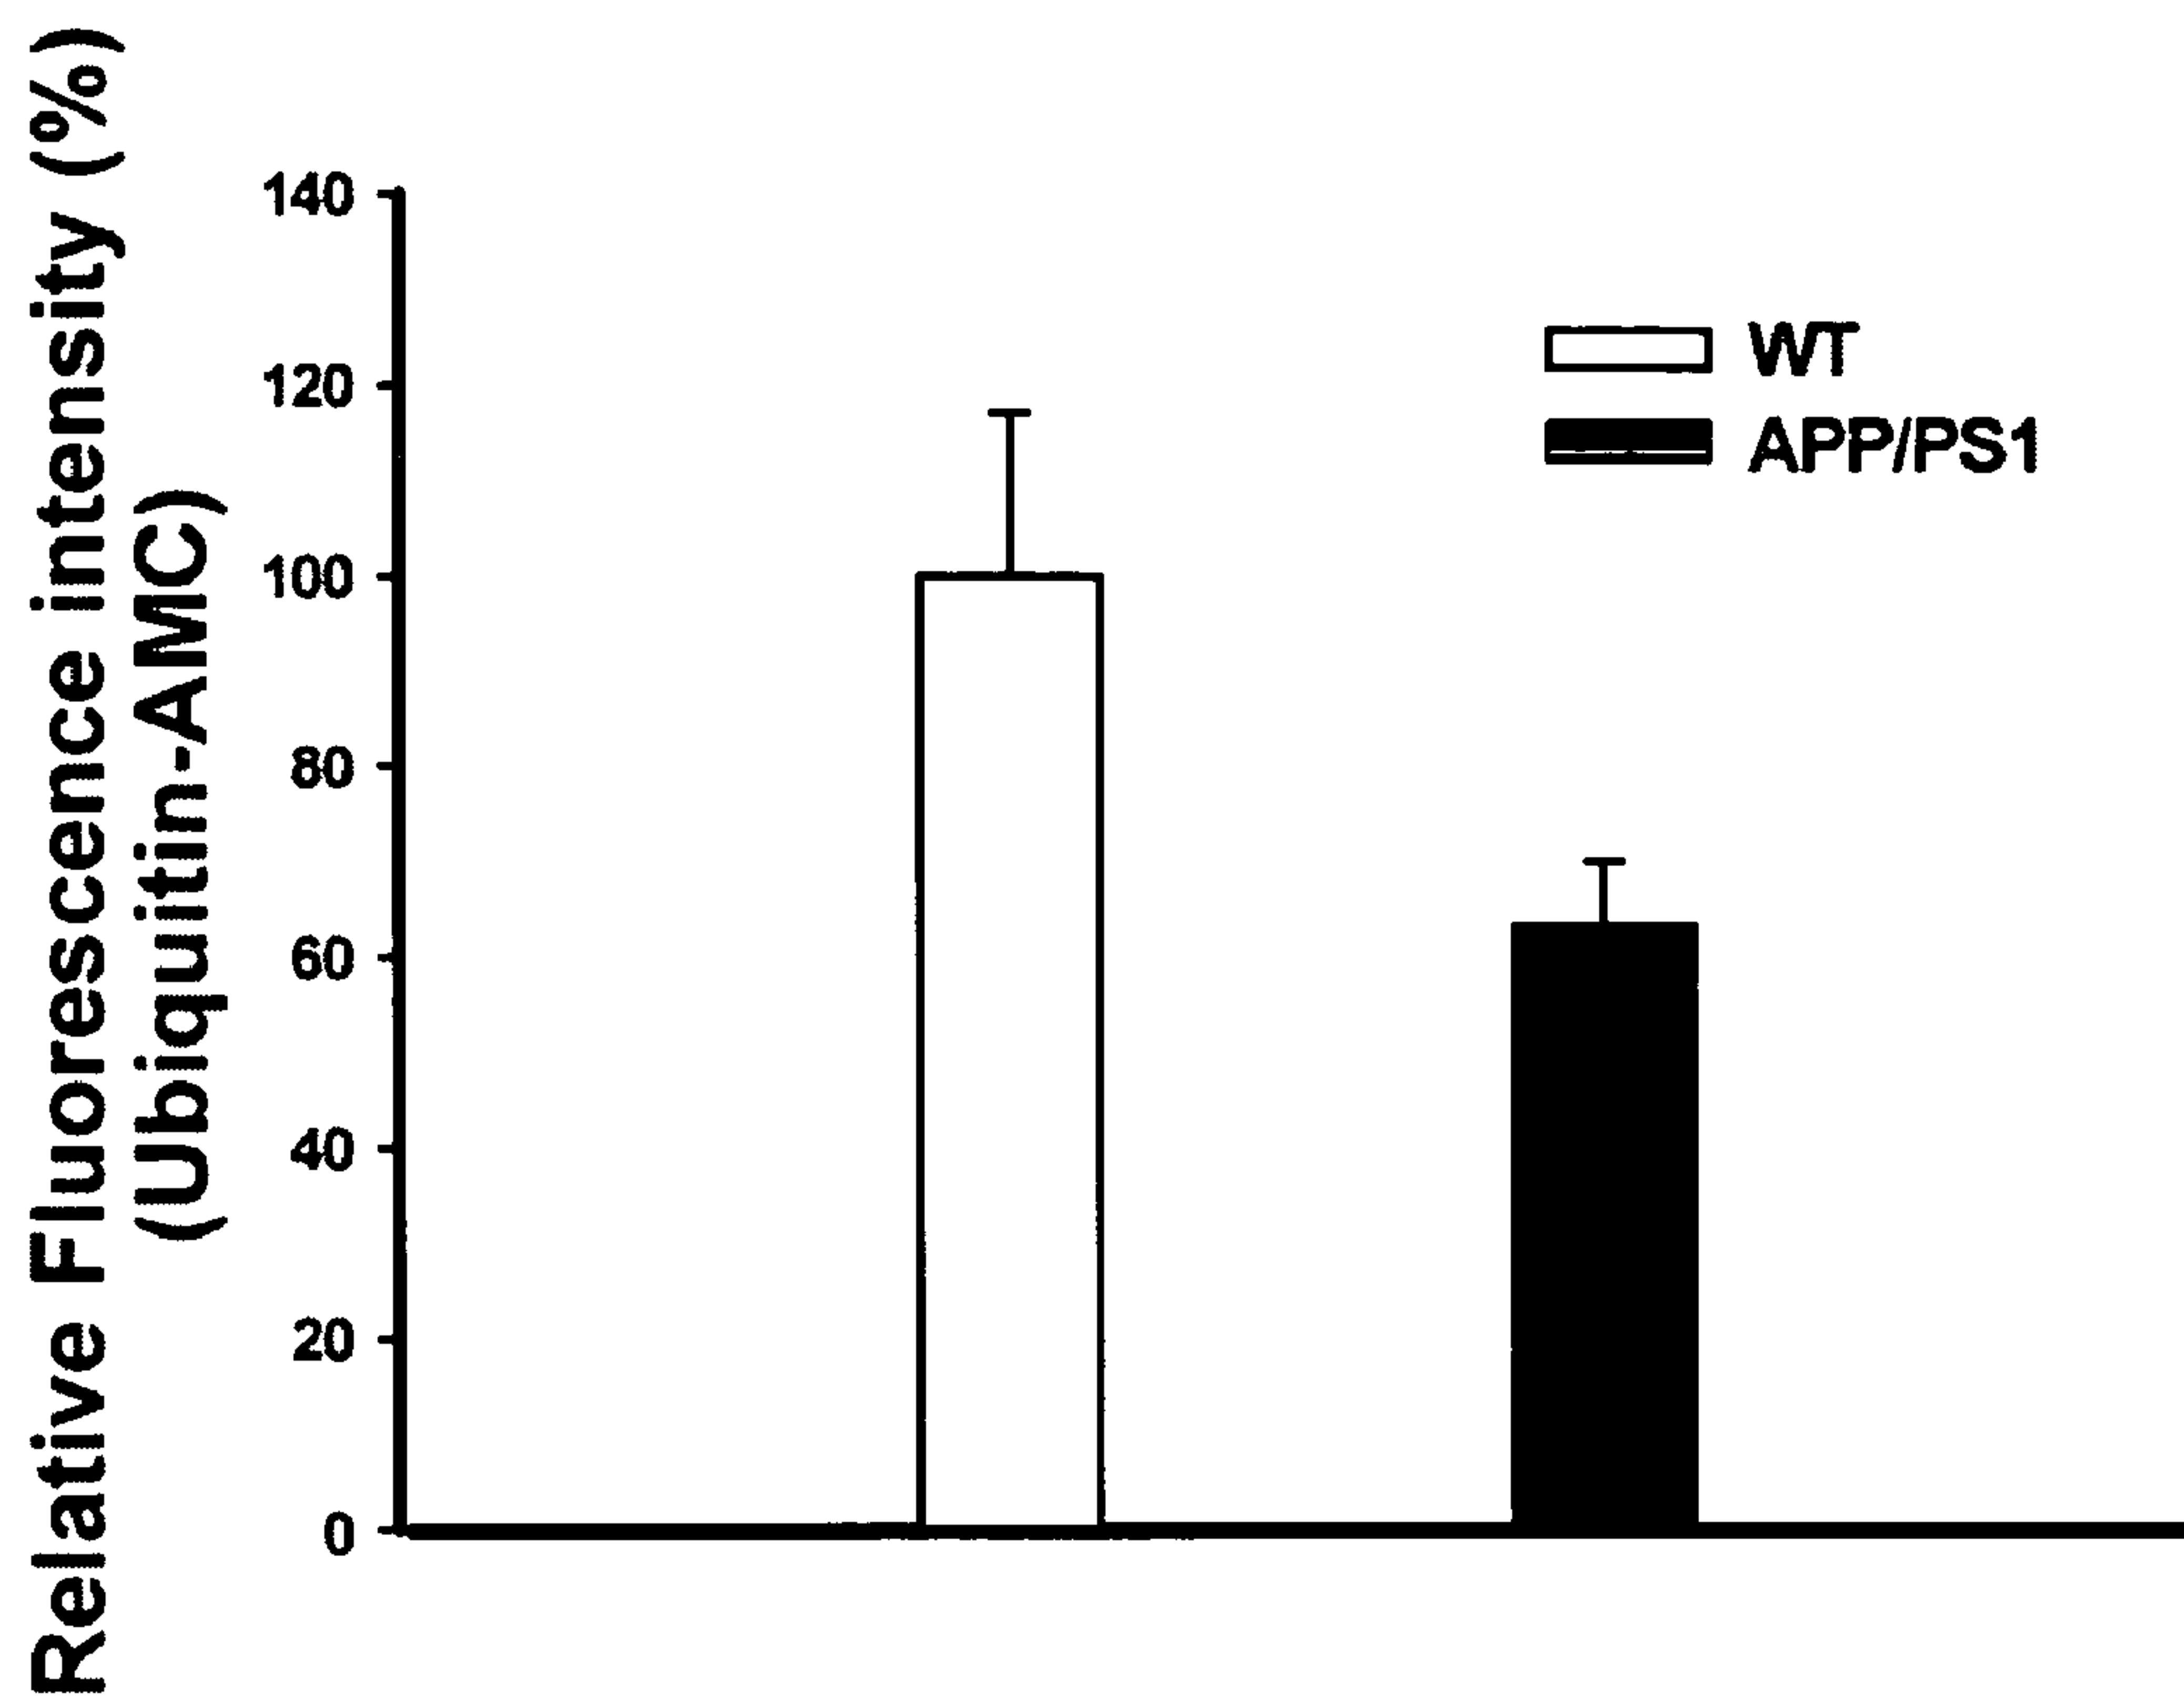 Relative Fluorescence intensity (%)
(Ubiquitin-AMC)
140
120
100
80
60
40
20
0
WT
APP/PS1